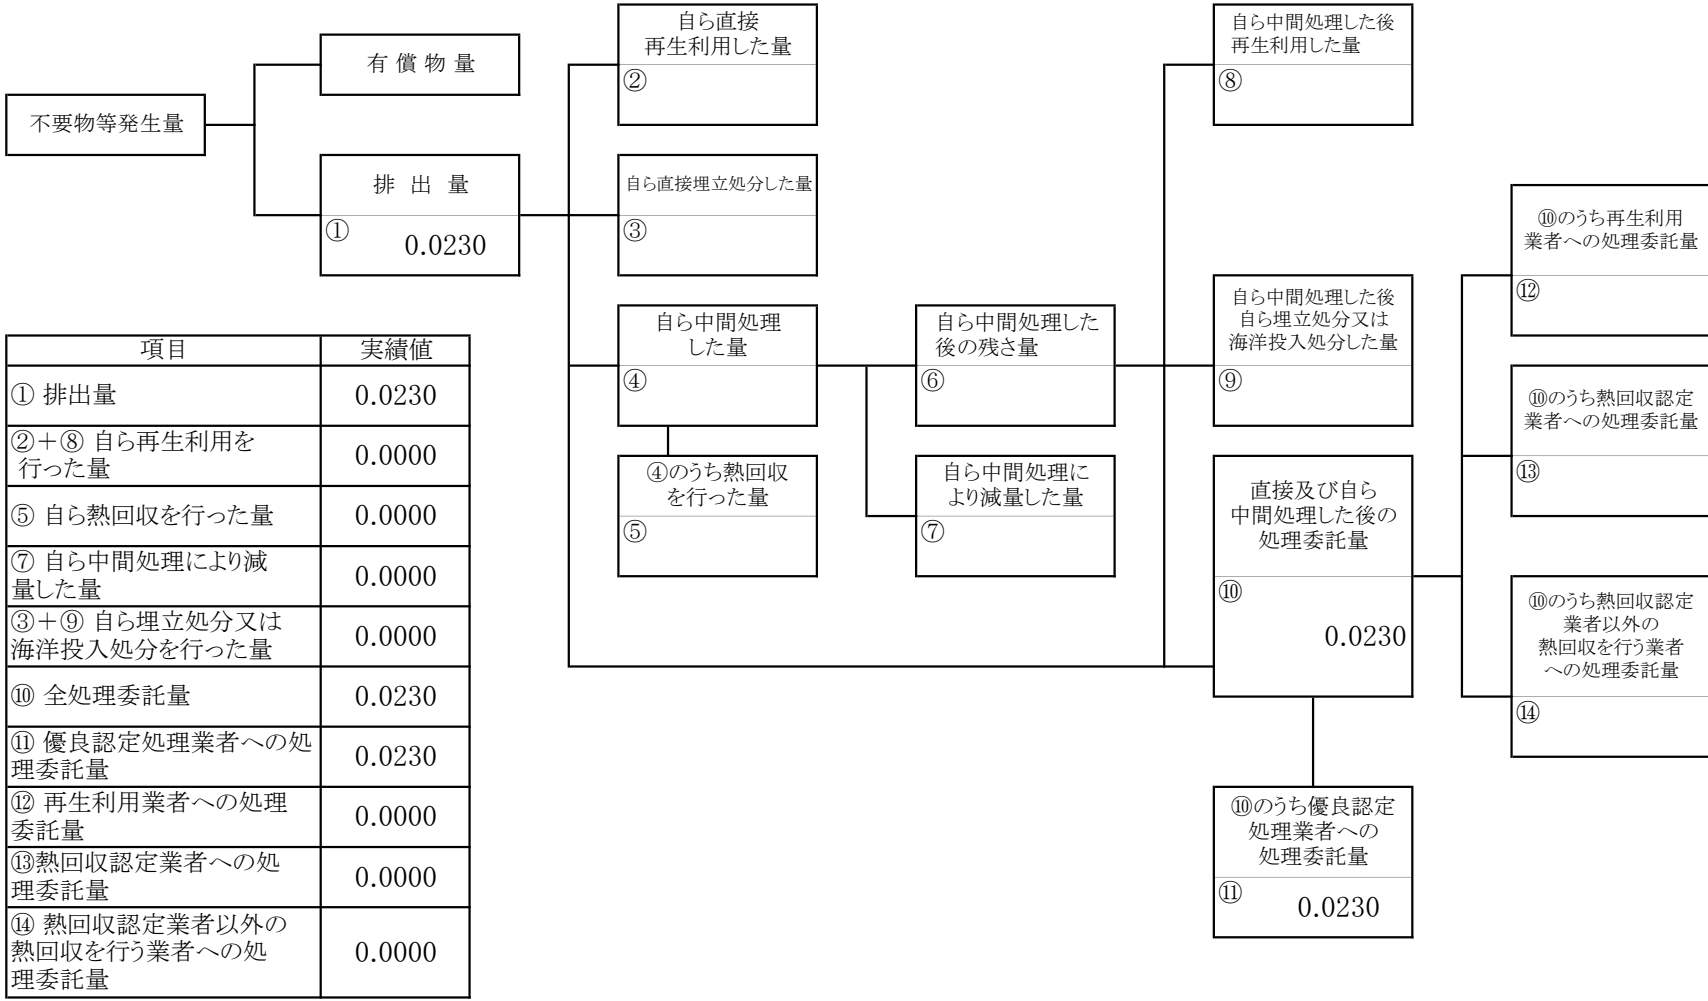 不要物等発生量
有 償 物 量
排 出 量
① 0.0230
自ら直接
再生利用した量
②
自ら直接埋立処分した量
③
自ら中間処理
した量
④
④のうち熱回収
を行った量
⑤
自ら中間処理した
後の残さ量
⑥
自ら中間処理に
より減量した量
⑦
自ら中間処理した後
再生利用した量
⑧
自ら中間処理した後
自ら埋立処分又は
海洋投入処分した量
⑨
直接及び自ら
中間処理した後の
処理委託量
⑩
0.0230
⑩のうち優良認定
処理業者への
処理委託量
⑪ 0.0230
⑩のうち再生利用
業者への処理委託量
⑫
⑩のうち熱回収認定
業者への処理委託量
⑬
⑩のうち熱回収認定
業者以外の
熱回収を行う業者
への処理委託量
⑭
項目 実績値
① 排出量 0.0230
②+⑧ 自ら再生利用を
行った量 0.0000
⑤ 自ら熱回収を行った量 0.0000
⑦ 自ら中間処理により減
量した量 0.0000
③+⑨ 自ら埋立処分又は
海洋投入処分を行った量 0.0000
⑩ 全処理委託量 0.0230
⑪ 優良認定処理業者への処
理委託量 0.0230
⑫ 再生利用業者への処理
委託量 0.0000
⑬熱回収認定業者への処
理委託量 0.0000
⑭ 熱回収認定業者以外の
熱回収を行う業者への処
理委託量 0.0000